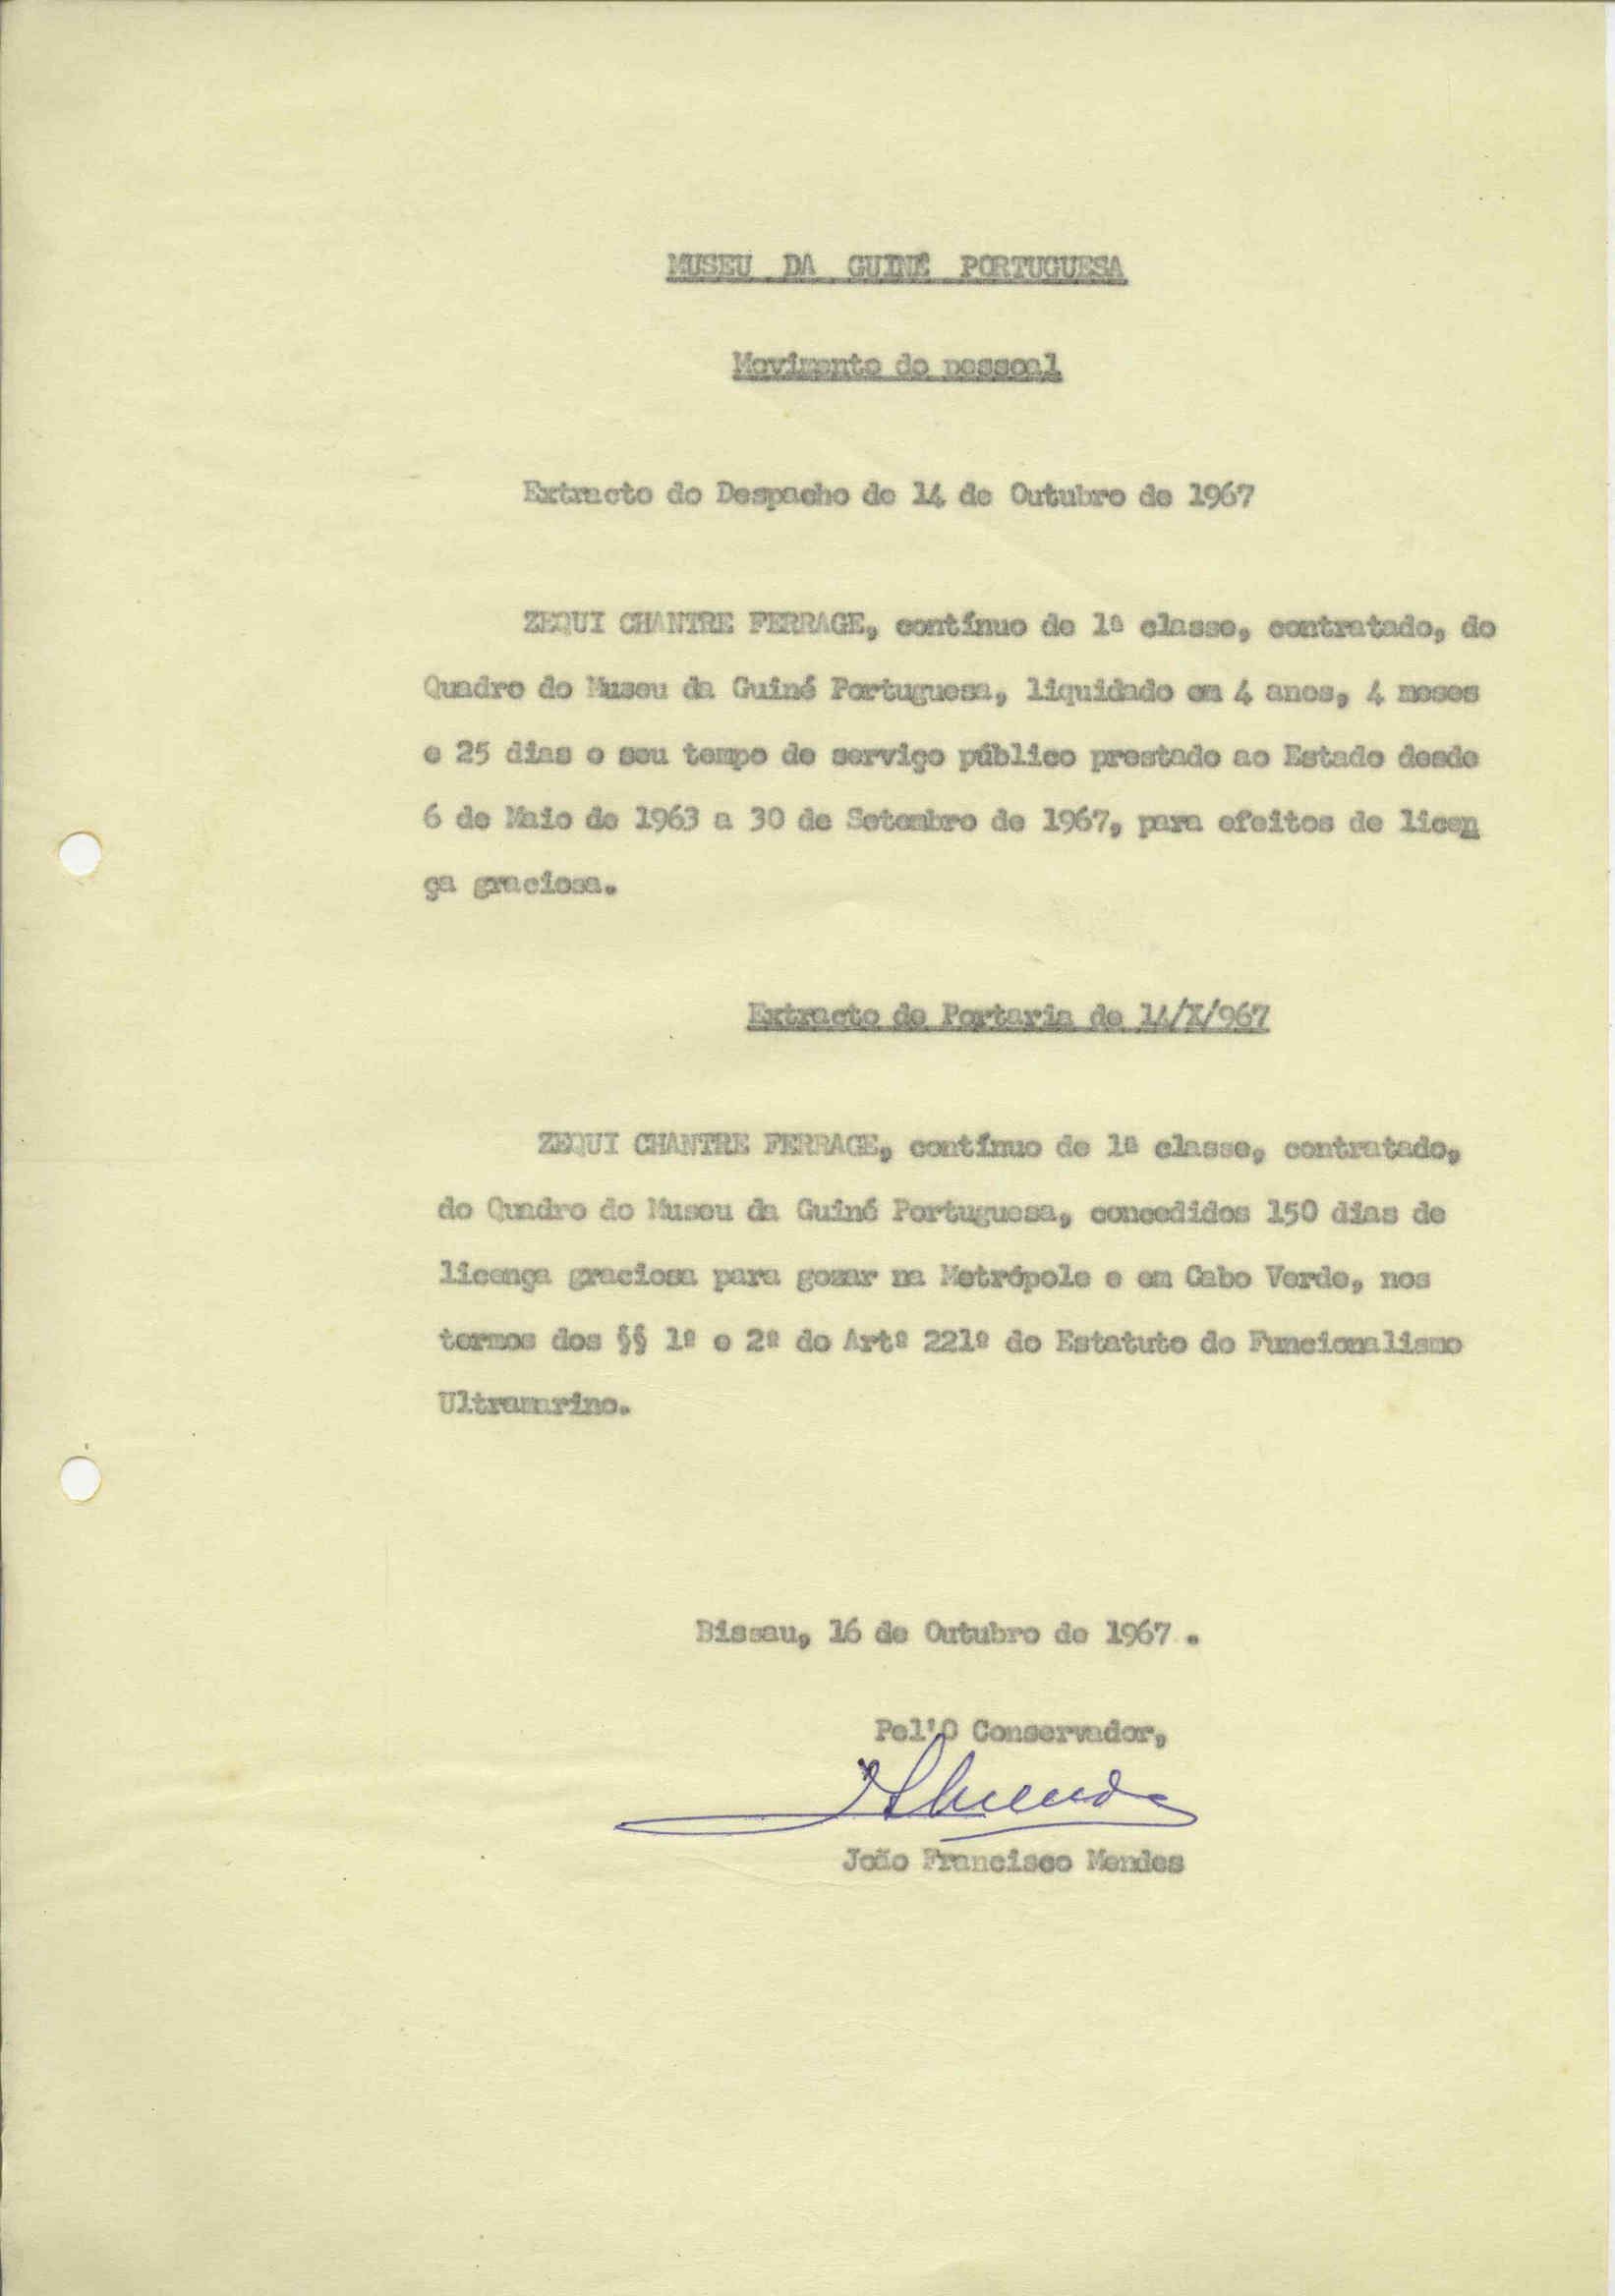 MUSEU DA GUINÉ PORTUGUESA
Movimento do pessoal
Extracto do Despacho de 14 de Outubro de 1967
ZEQUI CHANTRE FERRAGE, contínuo de 1ª classe, contratado, do
Quadro do Museu da Guiné Portuguesa, liquidado em 4 anos, 4 meses
e 25 dias o seu tempo de serviço público prestado ao Estado desde
6 de Maio de 1963 a 30 de Setembro de 1967, para efeitos de licen
ça graciosa.
Extracto de Portaria de 14/X/967
ZEQUI CHANTRE FERRAGE, contínuo de 1ª classe, contratado,
do Quadro do Museu da Guiné Portuguesa, concedidos 150 dias de
licença graciosa para gozar na Metrópole e em Cabo Verde, nos
termos dos §§ 1º e 2º do Artº 221º do Estatuto do Funcionalismo
Ultramarino.
Bissau, 16 de Outubro de 1967.
Pel'O Conservador,
João Francisco Mendes